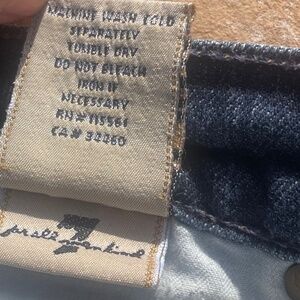 MACHINE WASH COLD
SEPARATELY
TUMBLE DRY
DO NOT BLEACH
IRON IF
NECESSARY
RN# 115561
CA# 32260
7
for all mankind